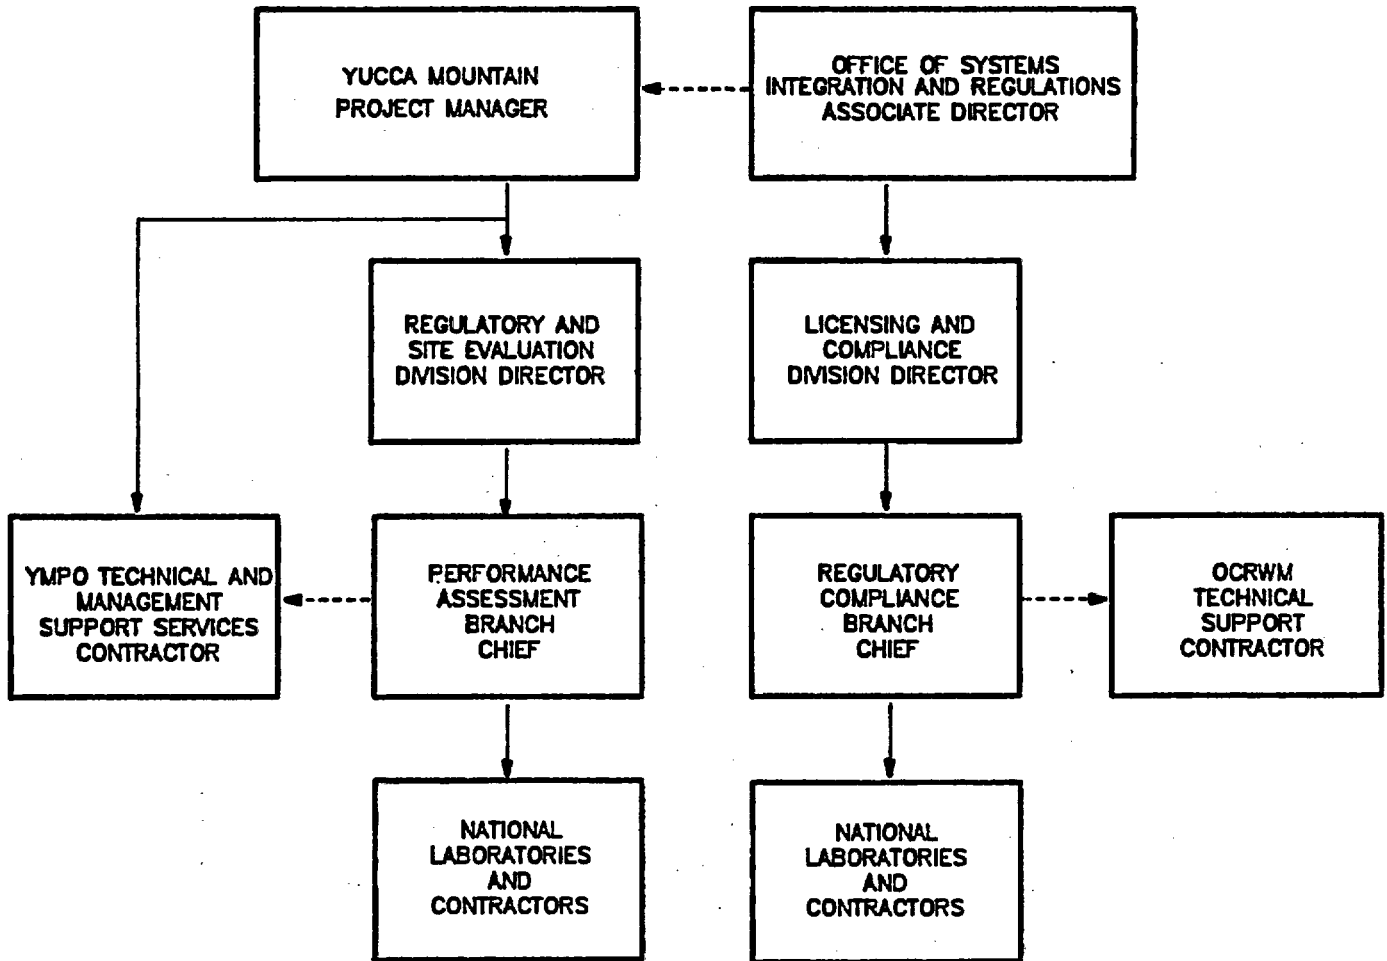 YUCCA MOUNTAIN
PROJECT MANAGER
OFFICE OF SYSTEMS
INTEGRATION AND REGULATIONS
ASSOCIATE DIRECTOR
REGULATORY AND
SITE EVALUATION
DIVISION DIRECTOR
LICENSING AND
COMPLIANCE
DIVISION DIRECTOR
YMPO TECHNICAL AND
MANAGEMENT
SUPPORT SERVICES
CONTRACTOR
PERFORMANCE
ASSESSMENT
BRANCH
CHIEF
REGULATORY
COMPLIANCE
BRANCH
CHIEF
OCRWM
TECHNICAL
SUPPORT
CONTRACTOR
NATIONAL
LABORATORIES
AND
CONTRACTORS
NATIONAL
LABORATORIES
AND
CONTRACTORS